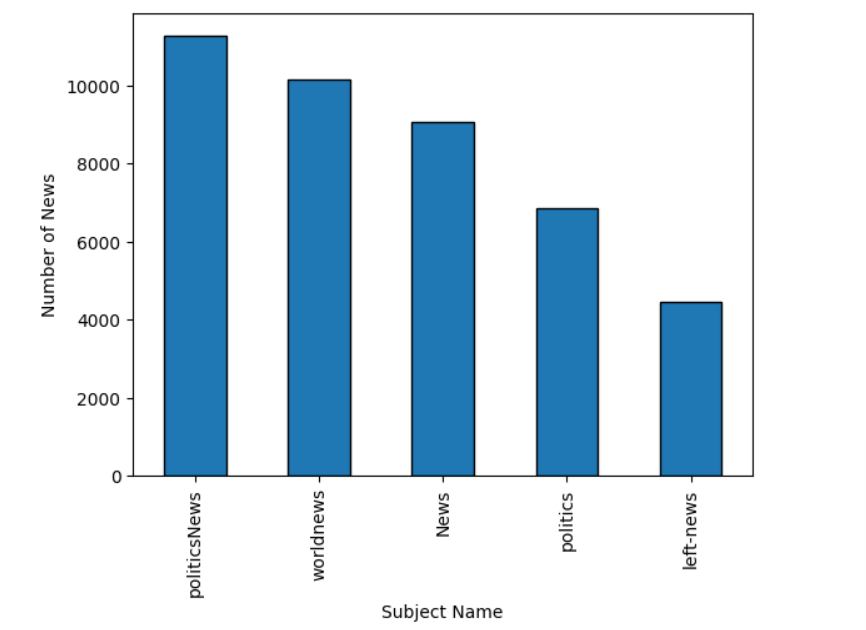 10000
8000
6000
4000
2000
0
Number of News
politicsNews
worldnews
News
politics
left-news
Subject Name